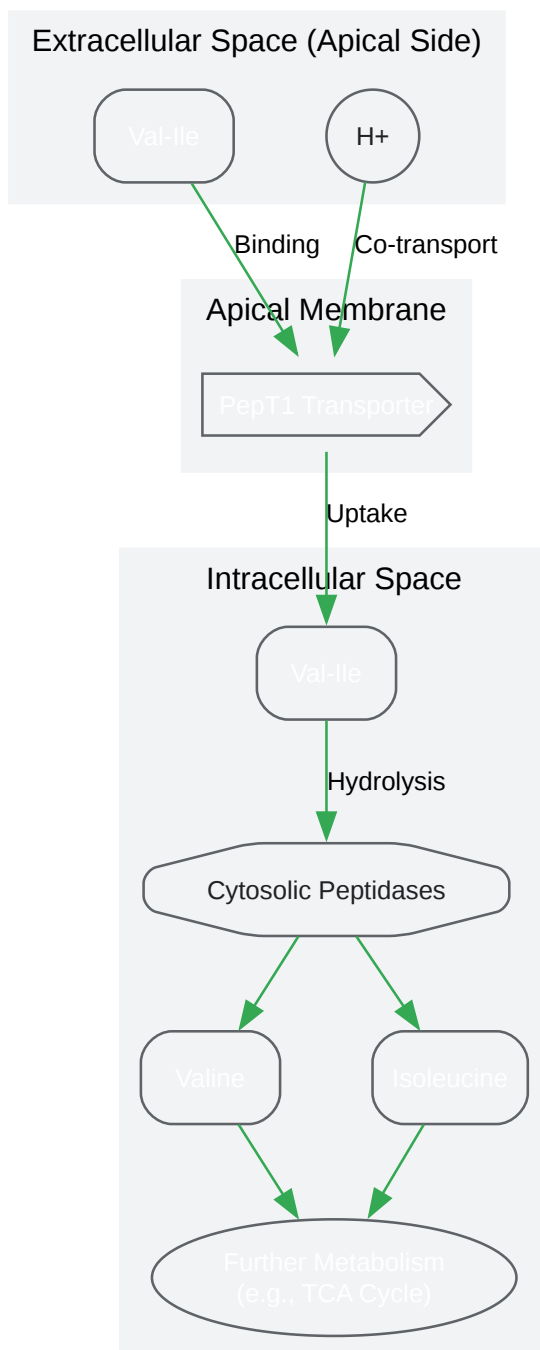 Extracellular Space (Apical Side)
Val-Ile
H+
Binding
Co-transport
Apical Membrane
PepT1 Transporter
Uptake
Intracellular Space
Val-Ile
Hydrolysis
Cytosolic Peptidases
Valine
Isoleucine
Further Metabolism
(e.g., TCA Cycle)